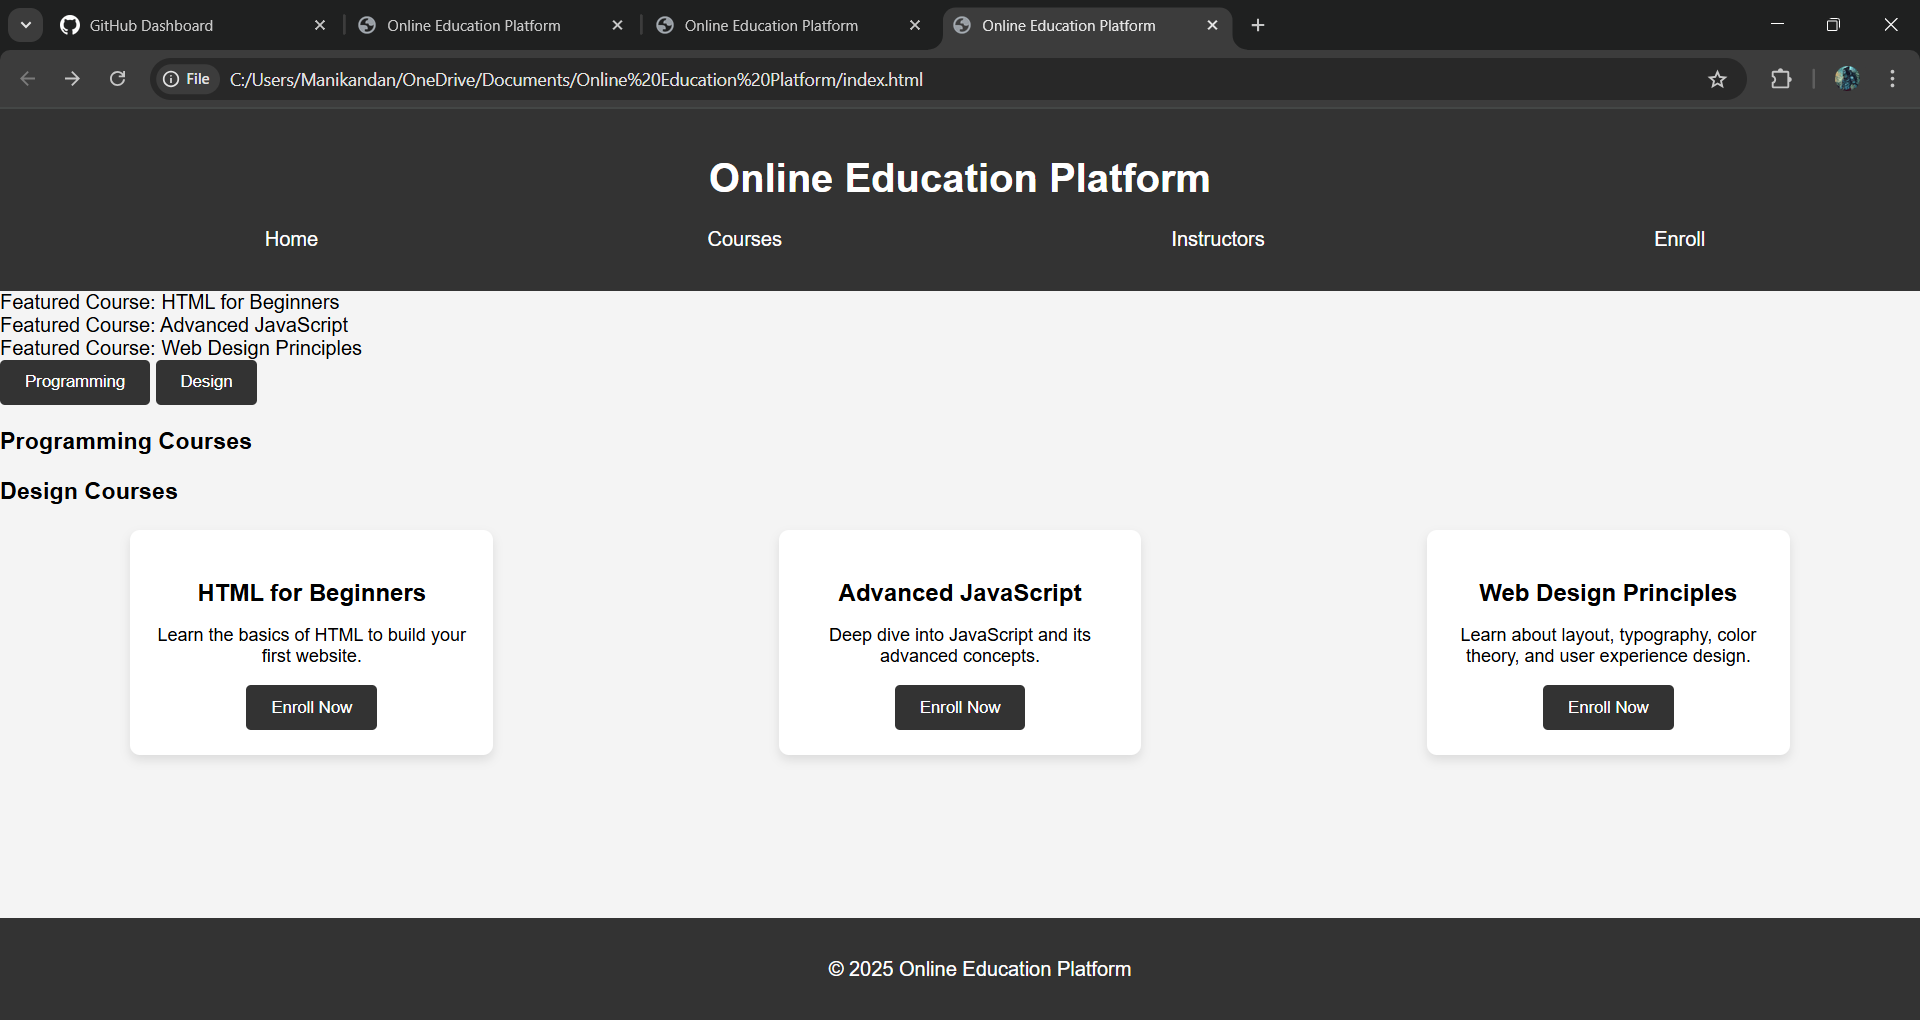 GitHub Dashboard
Online Education Platform
Online Education Platform
Online Education Platform
File
C:/Users/Manikandan/OneDrive/Documents/Online%20Education%20Platform/index.html
Online Education Platform
Home Courses Instructors Enroll
Featured Course: HTML for Beginners
Featured Course: Advanced JavaScript
Featured Course: Web Design Principles
Programming Design
Programming Courses
Design Courses
HTML for Beginners
Learn the basics of HTML to build your
first website.
Enroll Now
Advanced JavaScript
Deep dive into JavaScript and its
advanced concepts.
Enroll Now
Web Design Principles
Learn about layout, typography, color
theory, and user experience design.
Enroll Now
© 2025 Online Education Platform